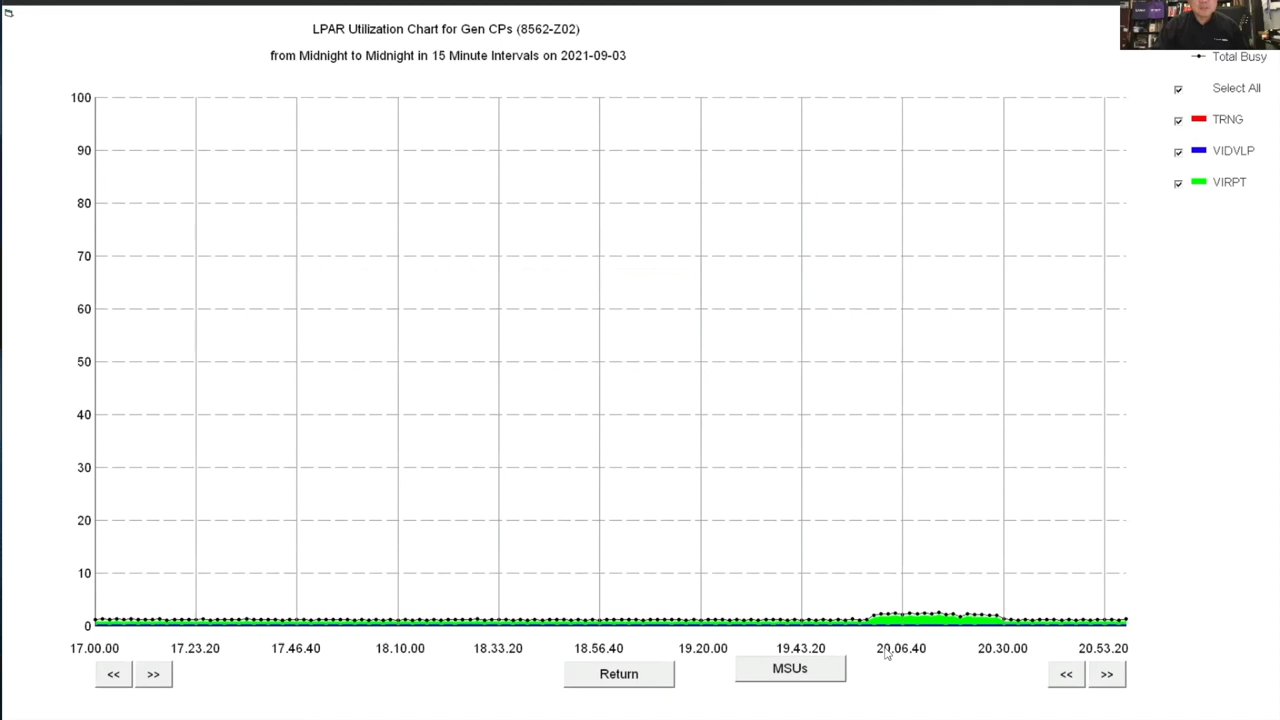 LPAR Utilization Chart for Gen CPs (8562-Z02)
from Midnight to Midnight in 15 Minute Intervals on 2021-09-03
Total Busy
Select All
TRNG
VIDVLP
VIRPT
100
90
80
70
60
50
40
30
20
10
0
17.00.00 17.23.20 17.46.40 18.10.00 18.33.20 18.56.40 19.20.00 19.43.20 20.06.40 20.30.00 20.53.20
<< >> Return MSUs << >>